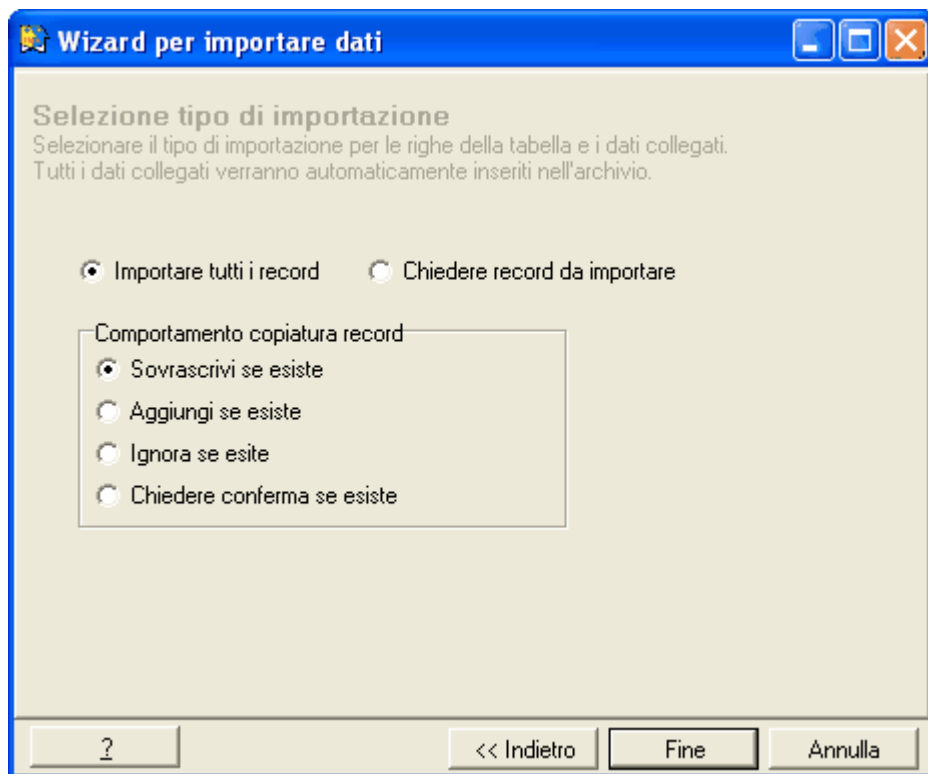 Wizard per importare dati
Selezione tipo di importazione
Selezionare il tipo di importazione per le righe della tabella e i dati collegati.
Tutti i dati collegati verranno automaticamente inseriti nell'archivio.
Importare tutti i record Chiedere record da importare
Comportamento copiatura record
Sovrascrivi se esiste
Aggiungi se esiste
Ignora se esite
Chiedere conferma se esiste
? << Indietro Fine Annulla